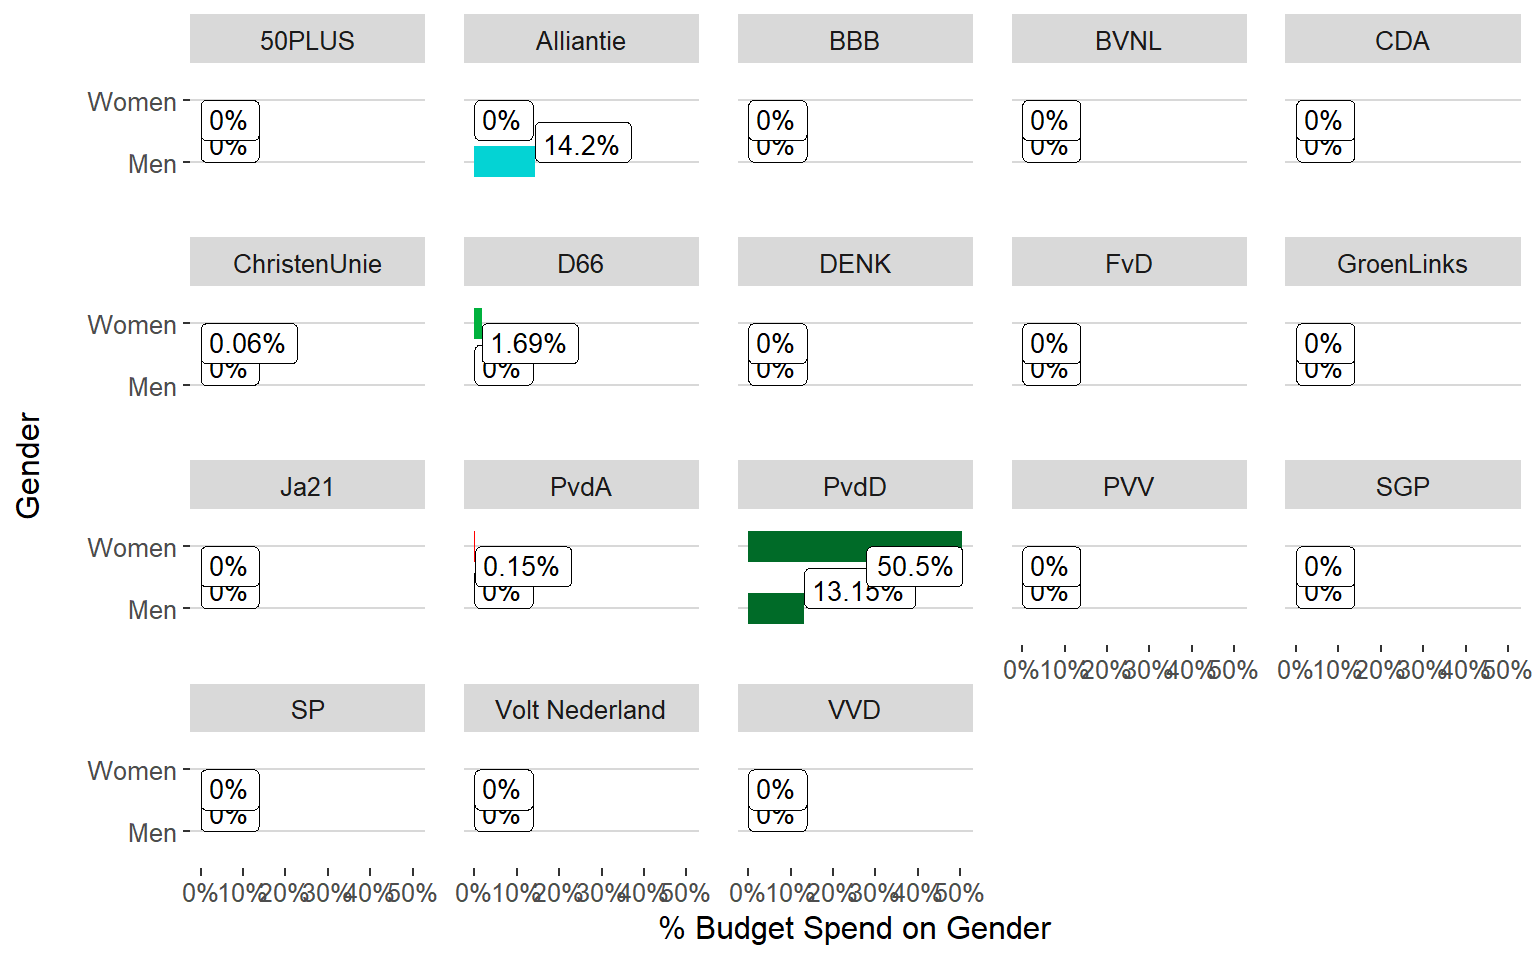 50PLUS Alliantie BBB BVNL CDA
Women 0% 0% 0% 0% 0%
Men 0% 14.2% 0% 0% 0%
ChristenUnie D66 DENK FvD GroenLinks
Women 0.06% 1.69% 0% 0% 0%
Men 0% 0% 0% 0% 0%
Gender
Ja21 PvdA PvdD PVV SGP
Women 0% 0.15% 50.5% 0% 0%
Men 0% 0% 13.15% 0% 0%
0% 10% 20% 30% 40% 50% 0% 10% 20% 30% 40% 50%
SP Volt Nederland VVD
Women 0% 0% 0%
Men 0% 0% 0%
0% 10% 20% 30% 40% 50% 0% 10% 20% 30% 40% 50% 0% 10% 20% 30% 40% 50%
% Budget Spend on Gender